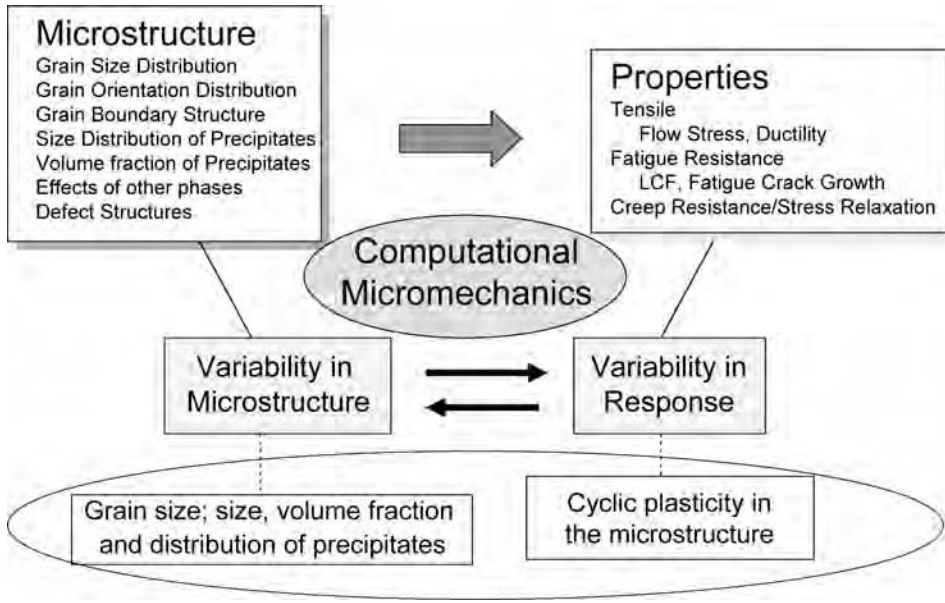 Microstructure
Grain Size Distribution
Grain Orientation Distribution
Grain Boundary Structure
Size Distribution of Precipitates
Volume fraction of Precipitates
Effects of other phases
Defect Structures
Properties
Tensile
Flow Stress, Ductility
Fatigue Resistance
LCF, Fatigue Crack Growth
Creep Resistance/Stress Relaxation
Computational
Micromechanics
Variability in
Microstructure
Variability in
Response
Grain size; size, volume fraction
and distribution of precipitates
Cyclic plasticity in
the microstructure